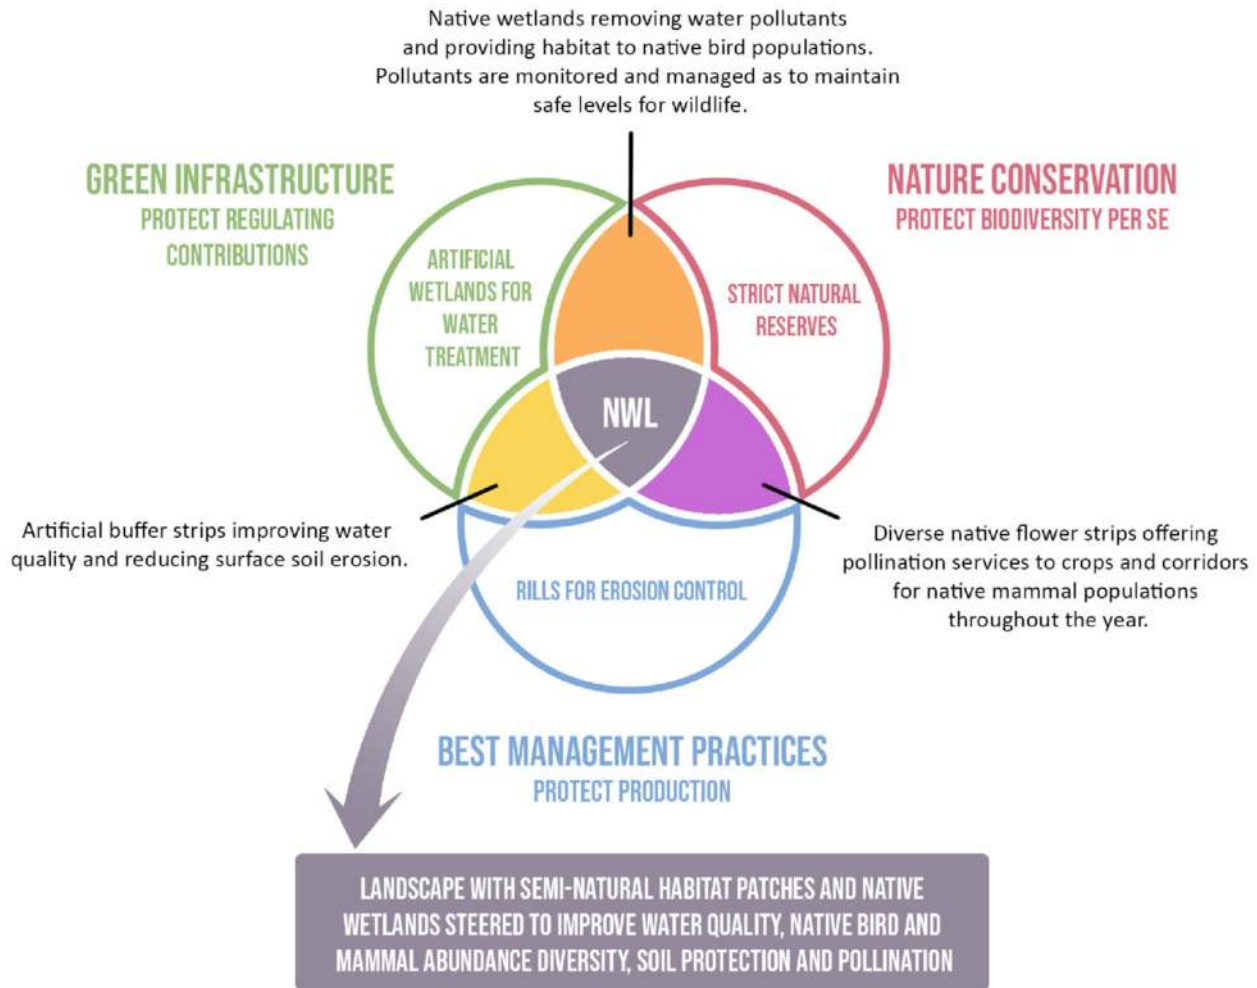 Native wetlands removing water pollutants
and providing habitat to native bird populations.
Pollutants are monitored and managed as to maintain
safe levels for wildlife.
GREEN INFRASTRUCTURE
PROTECT REGULATING
CONTRIBUTIONS
NATURE CONSERVATION
PROTECT BIODIVERSITY PER SE
ARTIFICIAL
WETLANDS FOR
WATER
TREATMENT
STRICT NATURAL
RESERVES
NWL
Artificial buffer strips improving water
quality and reducing surface soil erosion.
Diverse native flower strips offering
pollination services to crops and corridors
for native mammal populations
throughout the year.
RILLS FOR EROSION CONTROL
BEST MANAGEMENT PRACTICES
PROTECT PRODUCTION
LANDSCAPE WITH SEMI-NATURAL HABITAT PATCHES AND NATIVE
WETLANDS STEERED TO IMPROVE WATER QUALITY, NATIVE BIRD AND
MAMMAL ABUNDANCE DIVERSITY, SOIL PROTECTION AND POLLINATION